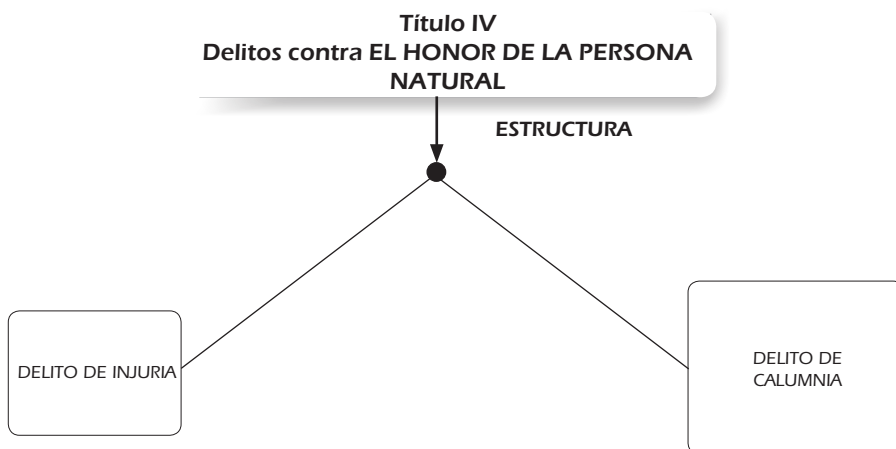 Título IV
Delitos contra EL HONOR DE LA PERSONA
NATURAL
ESTRUCTURA
DELITO DE INJURIA
DELITO DE
CALUMNIA